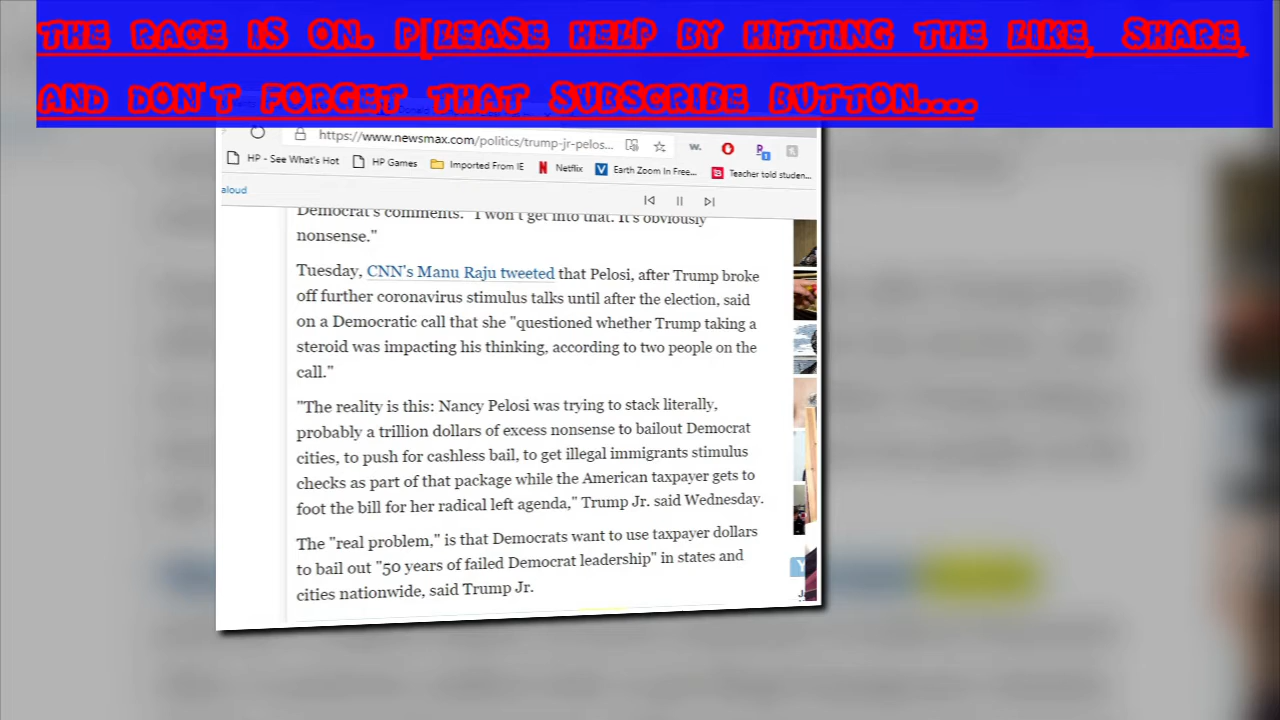 THE RACE IS ON. P[LEASE HELP BY HITTING THE LIKE, SHARE,
AND DON'T FORGET THAT SUBSCRIBE BUTTON....
https://www.newsmax.com/politics/trump-jr-pelos...
HP - See What's Hot HP Games Imported From IE Netflix Earth Zoom In Free... Teacher told studen...
aloud
Democrat's comments. "I won't get into that. It's obviously
nonsense."
Tuesday, CNN's Manu Raju tweeted that Pelosi, after Trump broke
off further coronavirus stimulus talks until after the election, said
on a Democratic call that she "questioned whether Trump taking a
steroid was impacting his thinking, according to two people on the
call."
"The reality is this: Nancy Pelosi was trying to stack literally,
probably a trillion dollars of excess nonsense to bailout Democrat
cities, to push for cashless bail, to get illegal immigrants stimulus
checks as part of that package while the American taxpayer gets to
foot the bill for her radical left agenda," Trump Jr. said Wednesday.
The "real problem," is that Democrats want to use taxpayer dollars
to bail out "50 years of failed Democrat leadership" in states and
cities nationwide, said Trump Jr.